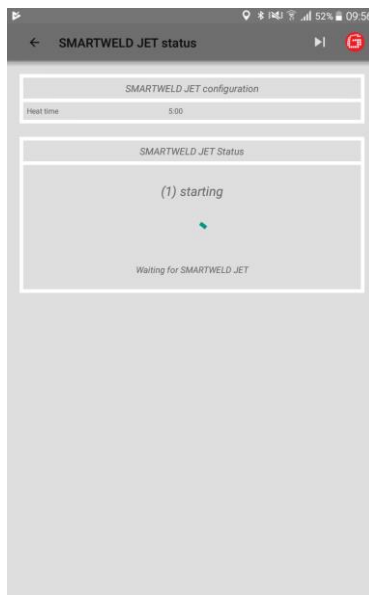 52% 09:56
SMARTWELD JET status
SMARTWELD JET configuration
Heat time 5:00
SMARTWELD JET Status
(1) starting
Waiting for SMARTWELD JET